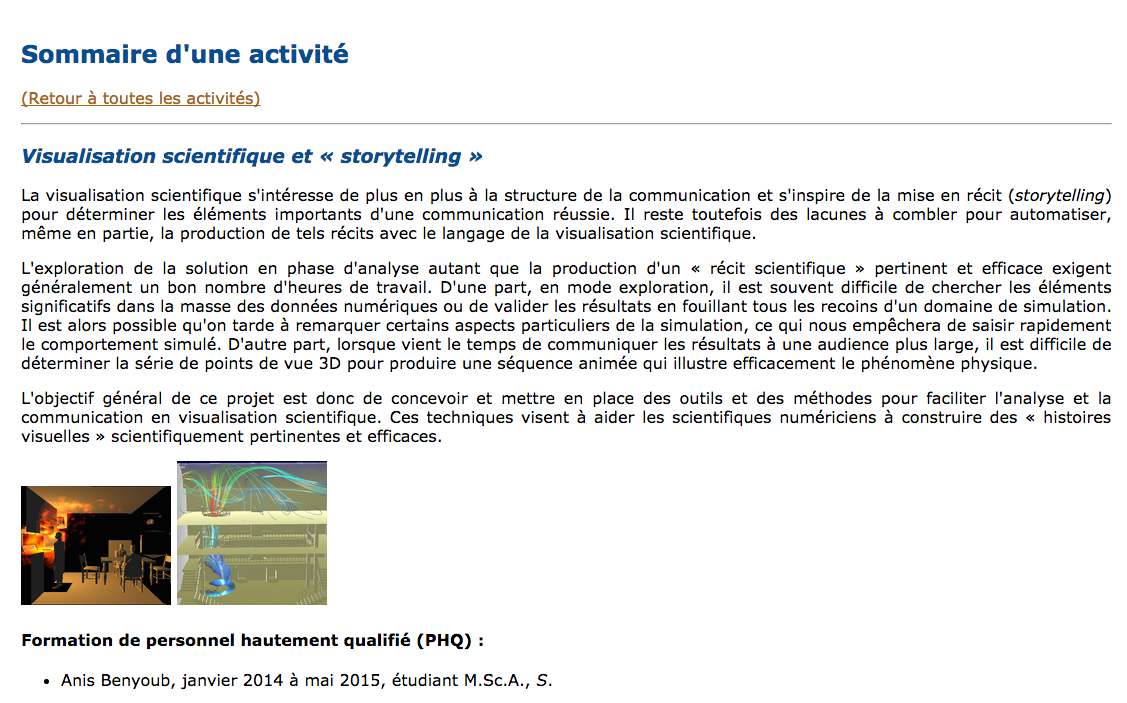 Sommaire d'une activité
(Retour à toutes les activités)
Visualisation scientifique et « storytelling »
La visualisation scientifique s'intéresse de plus en plus à la structure de la communication et s'inspire de la mise en récit (storytelling)
pour déterminer les éléments importants d'une communication réussie. Il reste toutefois des lacunes à combler pour automatiser,
même en partie, la production de tels récits avec le langage de la visualisation scientifique.
L'exploration de la solution en phase d'analyse autant que la production d'un « récit scientifique » pertinent et efficace exigent
généralement un bon nombre d'heures de travail. D'une part, en mode exploration, il est souvent difficile de chercher les éléments
significatifs dans la masse des données numériques ou de valider les résultats en fouillant tous les recoins d'un domaine de simulation.
Il est alors possible qu'on tarde à remarquer certains aspects particuliers de la simulation, ce qui nous empêchera de saisir rapidement
le comportement simulé. D'autre part, lorsque vient le temps de communiquer les résultats à une audience plus large, il est difficile de
déterminer la série de points de vue 3D pour produire une séquence animée qui illustre efficacement le phénomène physique.
L'objectif général de ce projet est donc de concevoir et mettre en place des outils et des méthodes pour faciliter l'analyse et la
communication en visualisation scientifique. Ces techniques visent à aider les scientifiques numériciens à construire des « histoires
visuelles » scientifiquement pertinentes et efficaces.
Formation de personnel hautement qualifié (PHQ) :
• Anis Benyoub, janvier 2014 à mai 2015, étudiant M.Sc.A., S.